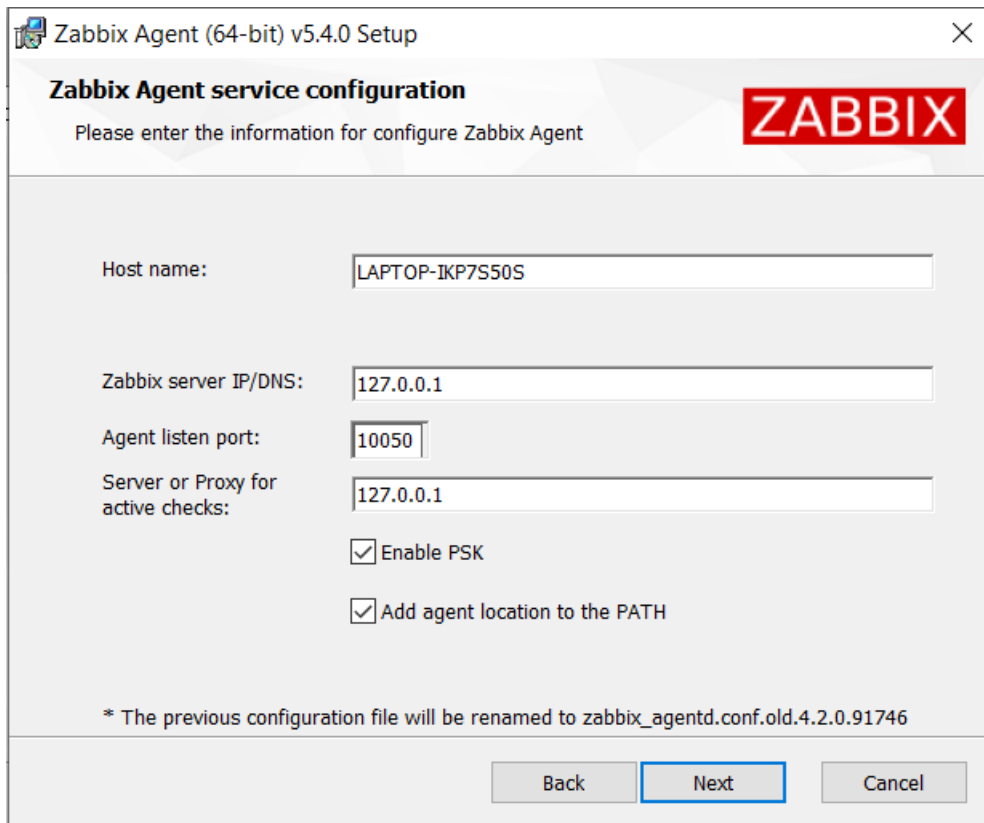 Zabbix Agent (64-bit) v5.4.0 Setup
Zabbix Agent service configuration
Please enter the information for configure Zabbix Agent
ZABBIX
Host name:
LAPTOP-IKP7S50S
Zabbix server IP/DNS:
127.0.0.1
Agent listen port:
10050
Server or Proxy for
active checks:
127.0.0.1
Enable PSK
Add agent location to the PATH
* The previous configuration file will be renamed to zabbix_agentd.conf.old.4.2.0.91746
Back
Next
Cancel